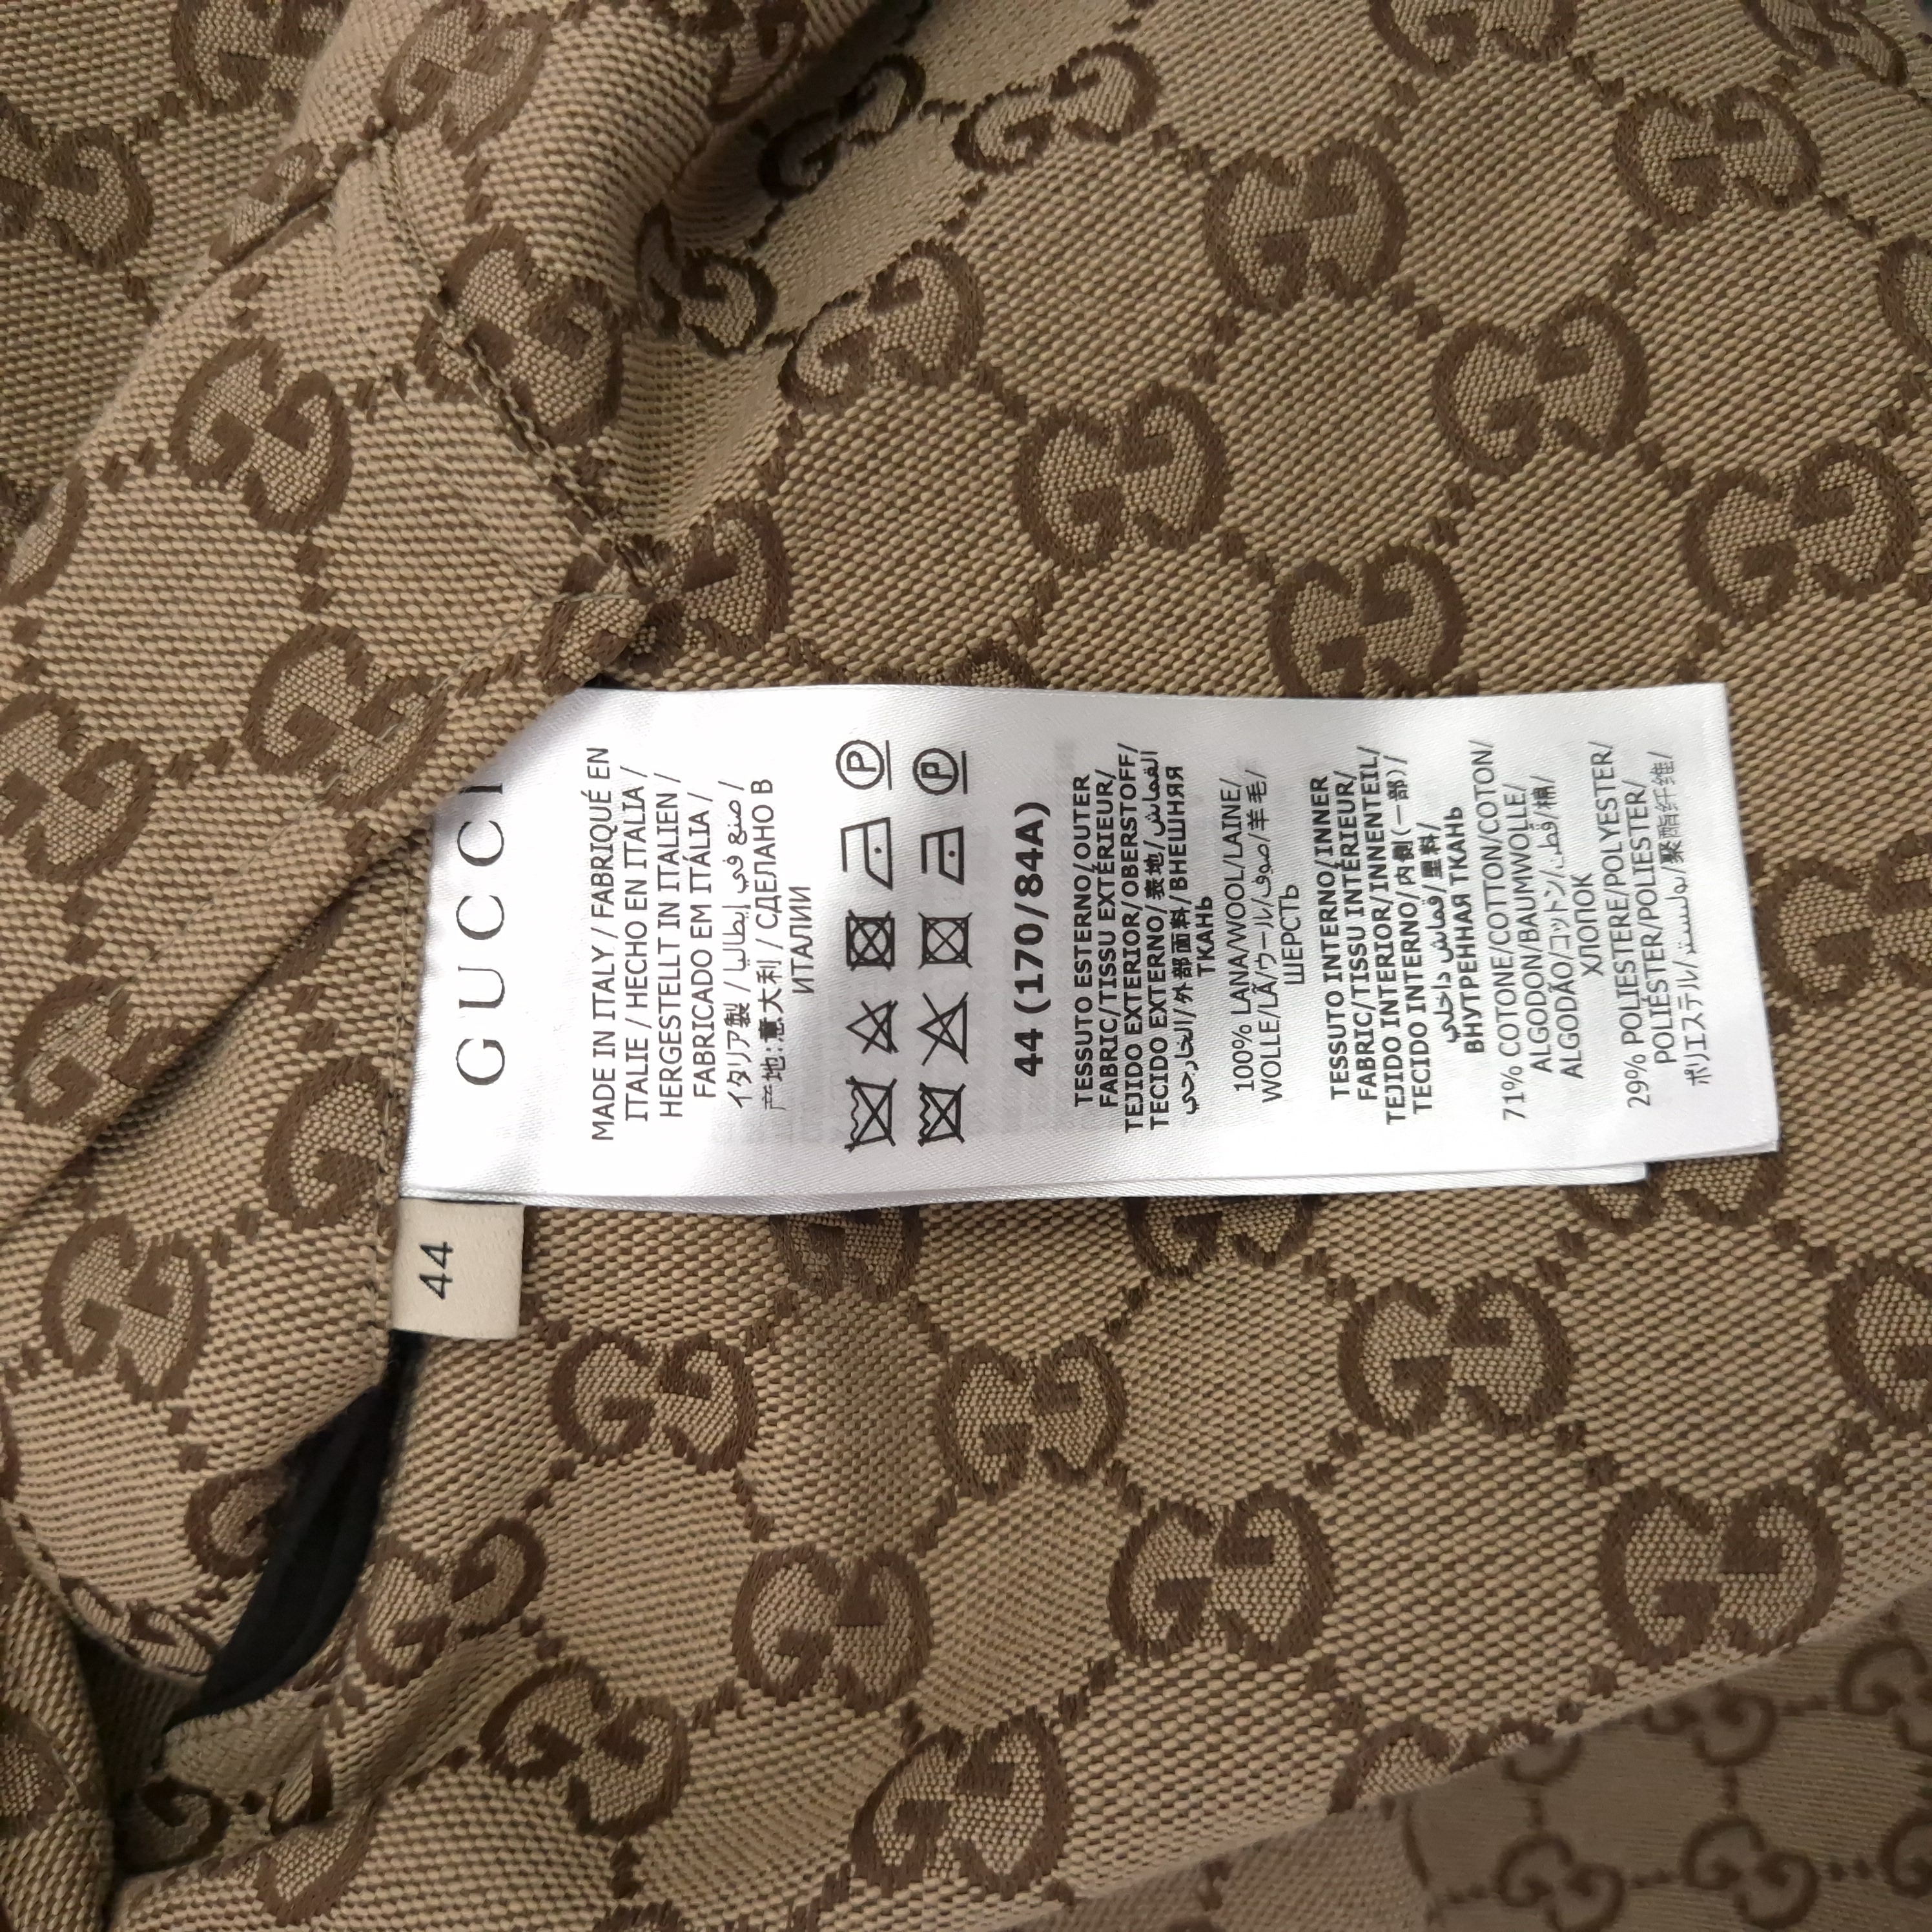 GUCCI
MADE IN ITALY / FABRIQUÉ EN
ITALIE / HECHO EN ITALIA /
HERGESTELLT IN ITALIEN /
FABRICADO EM ITÁLIA /
イタリア製 / صنع في إيطاليا /
产地:意大利 / СДЕЛАНО В
ИТАЛИИ
P
P
44 (170/84A)
TESSUTO ESTERNO/OUTER
FABRIC/TISSU EXTÉRIEUR/
TEJIDO EXTERIOR/OBERSTOFF/
TECIDO EXTERNO/表地/القماش
الخارجي/外部面料/ВНЕШНЯЯ
ТКАНЬ
100% LANA/WOOL/LAINE/
WOLLE/LÃ/ウール/صوف/羊毛/
ШЕРСТЬ
TESSUTO INTERNO/INNER
FABRIC/TISSU INTÉRIEUR/
TEJIDO INTERIOR/INNENTEIL/
TECIDO INTERNO/内側(一部)/
قماش داخلي/里料/
ВНУТРЕННАЯ ТКАНЬ
71% COTONE/COTTON/COTON/
ALGODON/BAUMWOLLE/
ALGODÃO/コットン/قطن/棉/
ХЛОПОК
29% POLIESTERE/POLYESTER/
POLIÉSTER/POLIESTER/
ポリエステル/بوليستر/聚酯纤维/
44